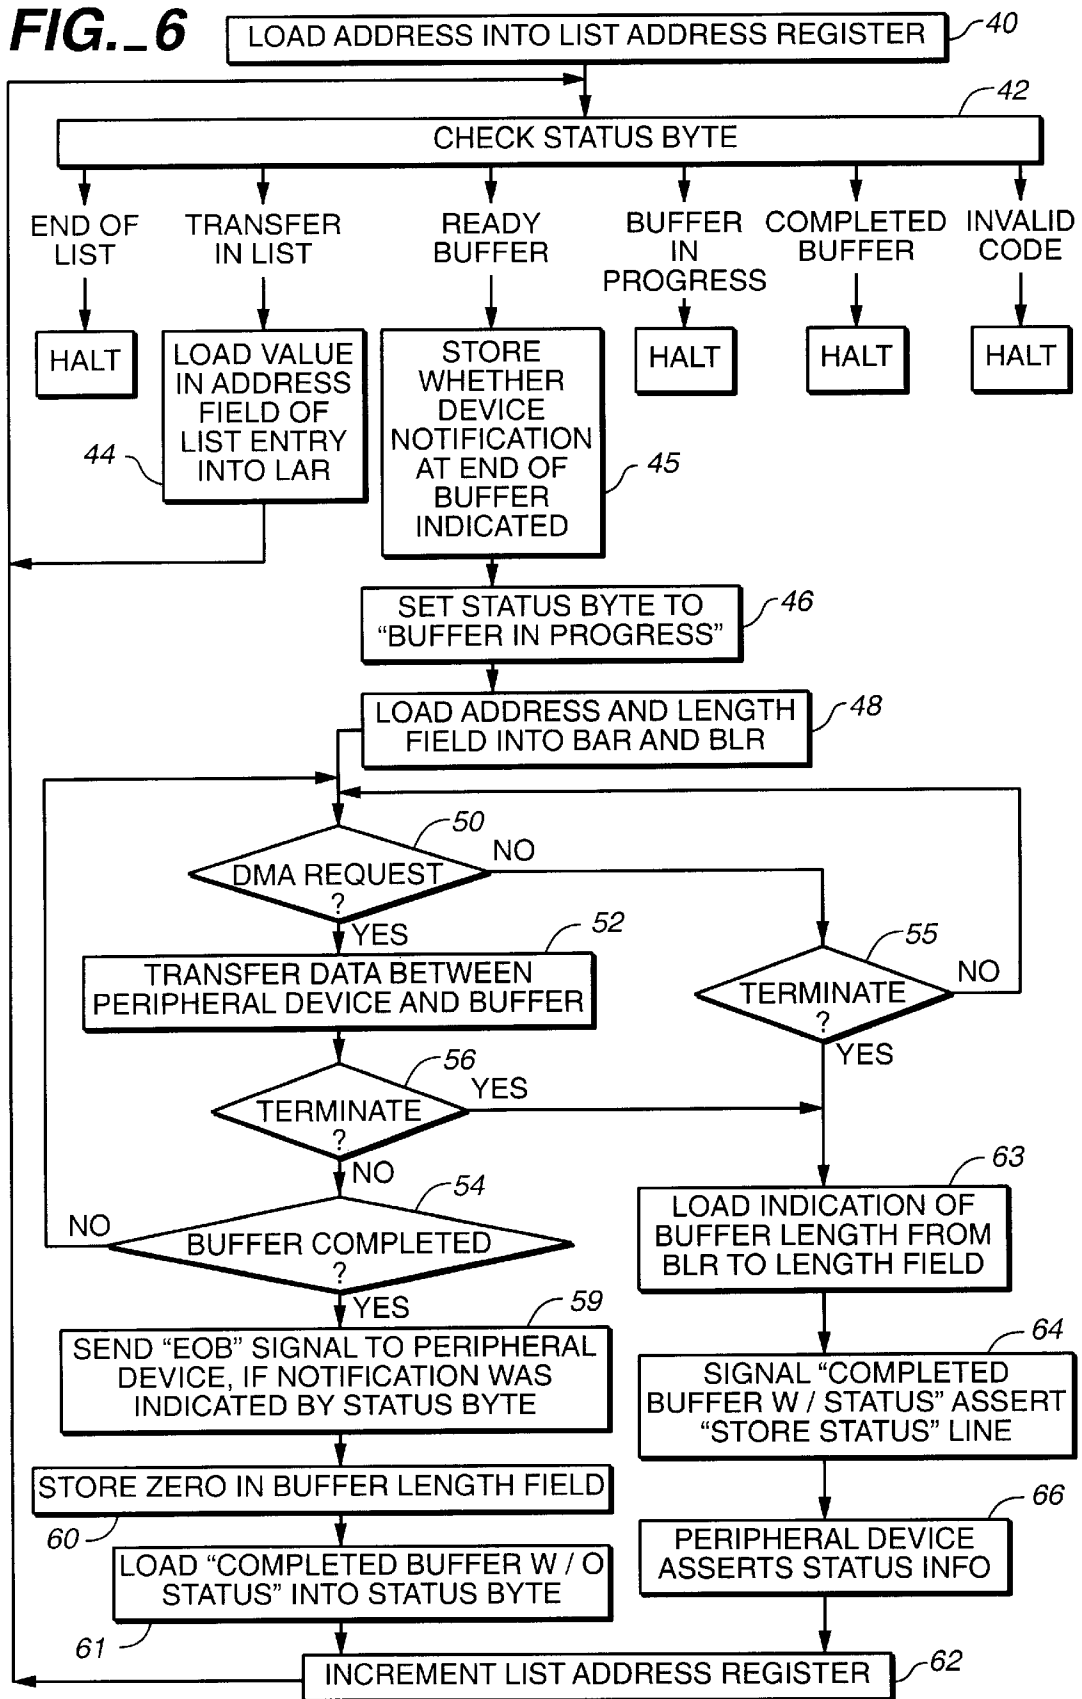 FIG._6
LOAD ADDRESS INTO LIST ADDRESS REGISTER
40
42
CHECK STATUS BYTE
END OF
LIST
TRANSFER
IN LIST
READY
BUFFER
BUFFER
IN
PROGRESS
COMPLETED
BUFFER
INVALID
CODE
HALT
LOAD VALUE
IN ADDRESS
FIELD OF
LIST ENTRY
INTO LAR
44
STORE
WHETHER
DEVICE
NOTIFICATION
AT END OF
BUFFER
INDICATED
45
HALT
HALT
HALT
SET STATUS BYTE TO
“BUFFER IN PROGRESS”
46
LOAD ADDRESS AND LENGTH
FIELD INTO BAR AND BLR
48
50
DMA REQUEST
?
NO
YES
52
TRANSFER DATA BETWEEN
PERIPHERAL DEVICE AND BUFFER
55
TERMINATE
?
NO
YES
56
TERMINATE
?
YES
NO
54
BUFFER COMPLETED
?
NO
YES
63
LOAD INDICATION OF
BUFFER LENGTH FROM
BLR TO LENGTH FIELD
59
SEND “EOB” SIGNAL TO PERIPHERAL
DEVICE, IF NOTIFICATION WAS
INDICATED BY STATUS BYTE
64
SIGNAL “COMPLETED
BUFFER W / STATUS” ASSERT
“STORE STATUS” LINE
STORE ZERO IN BUFFER LENGTH FIELD
60
66
PERIPHERAL DEVICE
ASSERTS STATUS INFO
LOAD “COMPLETED BUFFER W / O
STATUS” INTO STATUS BYTE
61
INCREMENT LIST ADDRESS REGISTER
62